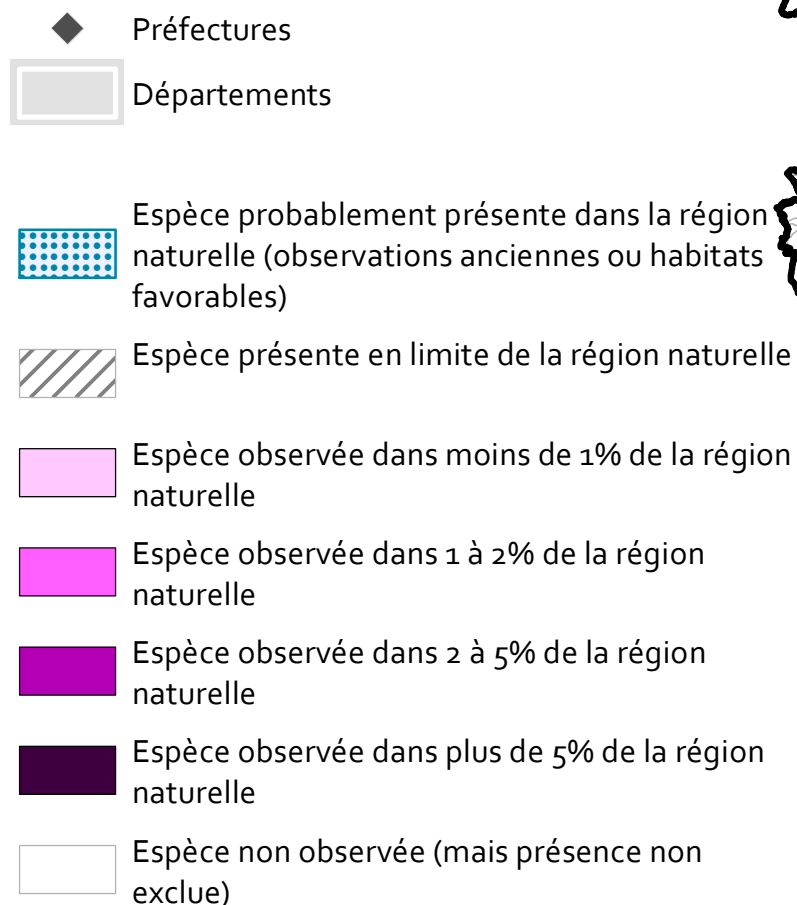 Préfectures
Départements
Espèce probablement présente dans la région
naturelle (observations anciennes ou habitats
favorables)
Espèce présente en limite de la région naturelle
Espèce observée dans moins de 1% de la région
naturelle
Espèce observée dans 1 à 2% de la région
naturelle
Espèce observée dans 2 à 5% de la région
naturelle
Espèce observée dans plus de 5% de la région
naturelle
Espèce non observée (mais présence non
exclue)